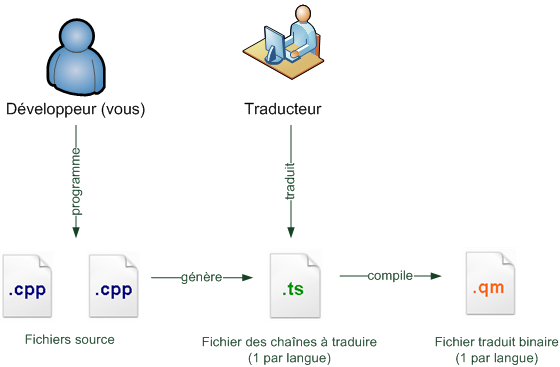 Développeur (vous)
Traducteur
programme
traduit
.cpp
.cpp
génère
.ts
compile
.qm
Fichiers source
Fichier des chaînes à traduire
(1 par langue)
Fichier traduit binaire
(1 par langue)